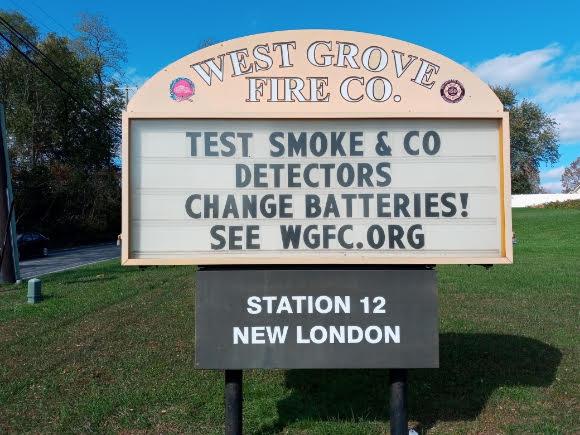 WEST GROVE
FIRE CO.
TEST SMOKE & CO
DETECTORS
CHANGE BATTERIES!
SEE WGFC.ORG
STATION 12
NEW LONDON